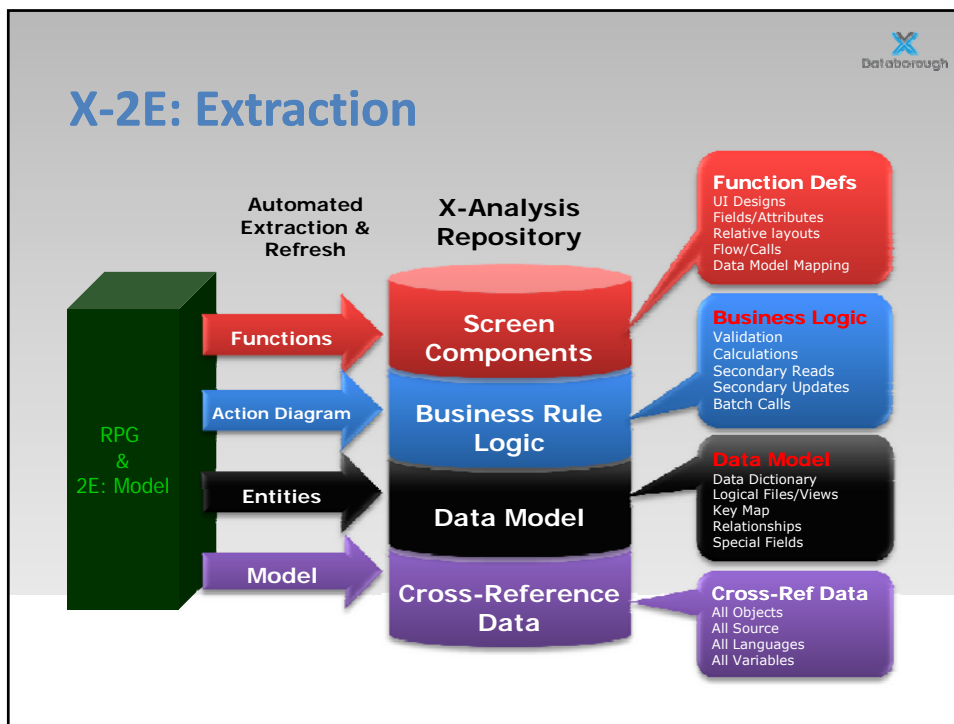 Databorough
X-2E: Extraction
Automated
Extraction &
Refresh
X-Analysis
Repository
RPG
&
2E: Model
Functions
Action Diagram
Entities
Model
Screen
Components
Business Rule
Logic
Data Model
Cross-Reference
Data
Function Defs
UI Designs
Fields/Attributes
Relative layouts
Flow/Calls
Data Model Mapping
Business Logic
Validation
Calculations
Secondary Reads
Secondary Updates
Batch Calls
Data Model
Data Dictionary
Logical Files/Views
Key Map
Relationships
Special Fields
Cross-Ref Data
All Objects
All Source
All Languages
All Variables